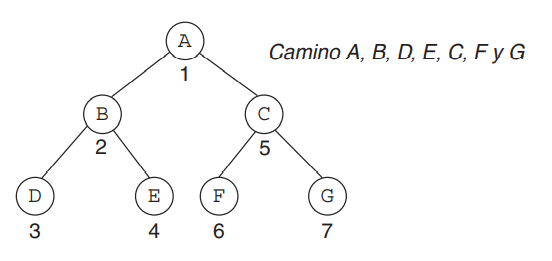 A
Camino A, B, D, E, C, F y G
1
B
C
2
5
D
E
F
G
3
4
6
7